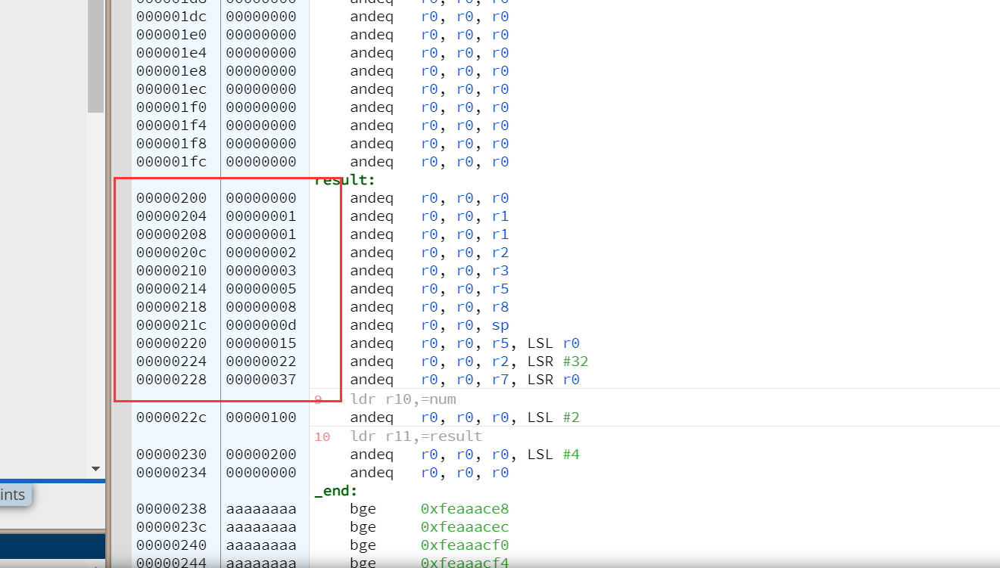 000001d8 00000000 andeq r0, r0, r0
000001dc 00000000 andeq r0, r0, r0
000001e0 00000000 andeq r0, r0, r0
000001e4 00000000 andeq r0, r0, r0
000001e8 00000000 andeq r0, r0, r0
000001ec 00000000 andeq r0, r0, r0
000001f0 00000000 andeq r0, r0, r0
000001f4 00000000 andeq r0, r0, r0
000001f8 00000000 andeq r0, r0, r0
000001fc 00000000 andeq r0, r0, r0
result:
00000200 00000000 andeq r0, r0, r0
00000204 00000001 andeq r0, r0, r1
00000208 00000001 andeq r0, r0, r1
0000020c 00000002 andeq r0, r0, r2
00000210 00000003 andeq r0, r0, r3
00000214 00000005 andeq r0, r0, r5
00000218 00000008 andeq r0, r0, r8
0000021c 0000000d andeq r0, r0, sp
00000220 00000015 andeq r0, r0, r5, LSL r0
00000224 00000022 andeq r0, r0, r2, LSR #32
00000228 00000037 andeq r0, r0, r7, LSR r0
9 ldr r10,=num
0000022c 00000100 andeq r0, r0, r0, LSL #2
10 ldr r11,=result
00000230 00000200 andeq r0, r0, r0, LSL #4
00000234 00000000 andeq r0, r0, r0
_end:
ints
00000238 aaaaaaaa bge 0xfeaaace8
0000023c aaaaaaaa bge 0xfeaaacec
00000240 aaaaaaaa bge 0xfeaaacf0
00000244 aaaaaaaa bge 0xfeaaacf4